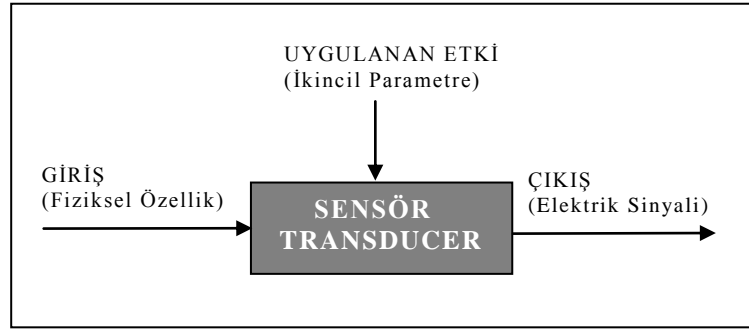 UYGULANAN ETKİ
(İkincil Parametre)
GİRİŞ
(Fiziksel Özellik)
SENSÖR
TRANSDUCER
ÇIKIŞ
(Elektrik Sinyali)